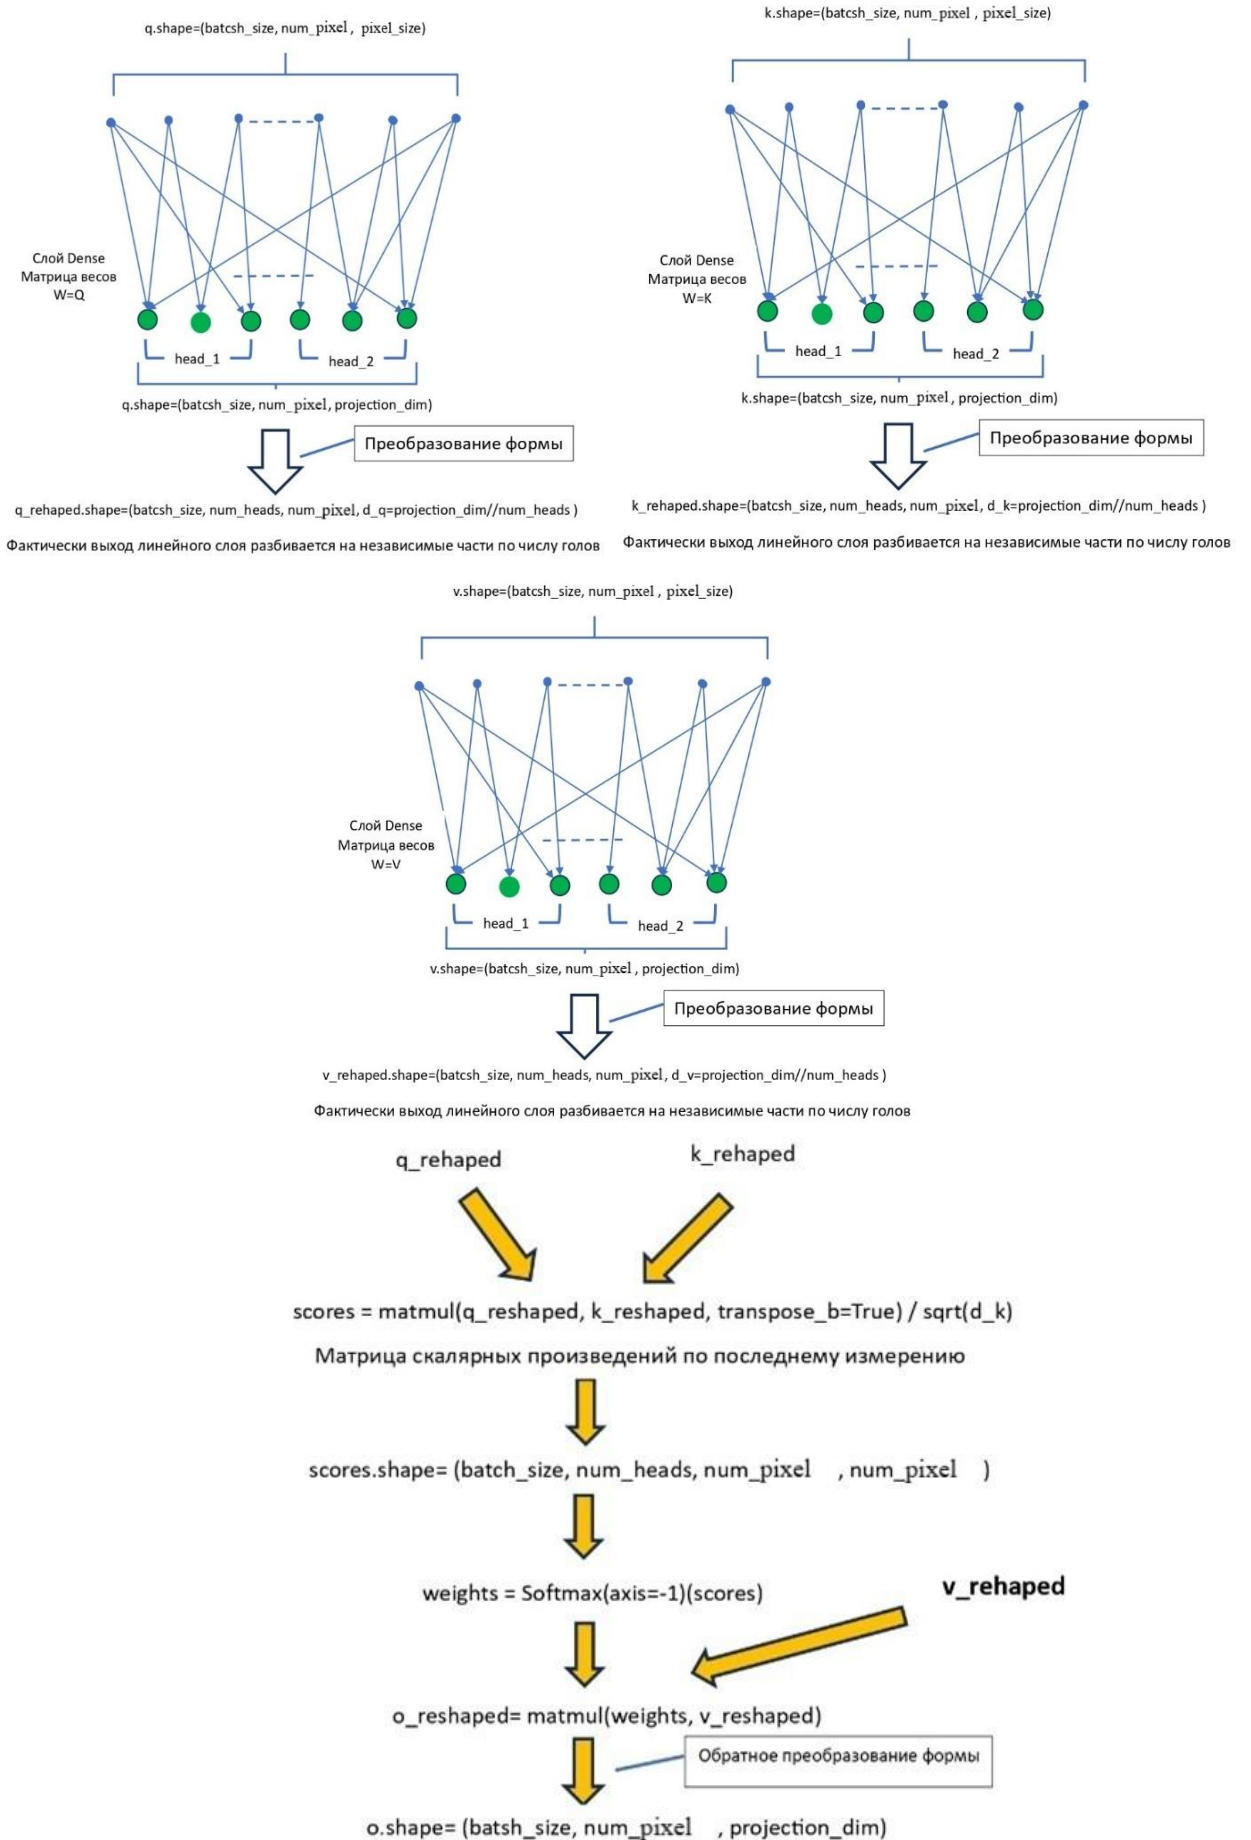 q.shape=(batcsh_size, num_pixel , pixel_size)
k.shape=(batcsh_size, num_pixel , pixel_size)
Слой Dense
Матрица весов
W=Q
head_1
head_2
q.shape=(batcsh_size, num_pixel, projection_dim)
Преобразование формы
q_rehaped.shape=(batcsh_size, num_heads, num_pixel, d_q=projection_dim//num_heads )
Фактически выход линейного слоя разбивается на независимые части по числу голов
Слой Dense
Матрица весов
W=K
head_1
head_2
k.shape=(batcsh_size, num_pixel , projection_dim)
Преобразование формы
k_rehaped.shape=(batcsh_size, num_heads, num_pixel, d_k=projection_dim//num_heads )
Фактически выход линейного слоя разбивается на независимые части по числу голов
v.shape=(batcsh_size, num_pixel , pixel_size)
Слой Dense
Матрица весов
W=V
head_1
head_2
v.shape=(batcsh_size, num_pixel , projection_dim)
Преобразование формы
v_rehaped.shape=(batcsh_size, num_heads, num_pixel, d_v=projection_dim//num_heads )
Фактически выход линейного слоя разбивается на независимые части по числу голов
q_rehaped
k_rehaped
scores = matmul(q_reshaped, k_reshaped, transpose_b=True) / sqrt(d_k)
Матрица скалярных произведений по последнему измерению
scores.shape= (batch_size, num_heads, num_pixel , num_pixel )
weights = Softmax(axis=-1)(scores)
v_rehaped
o_reshaped= matmul(weights, v_reshaped)
Обратное преобразование формы
o.shape= (batsh_size, num_pixel , projection_dim)